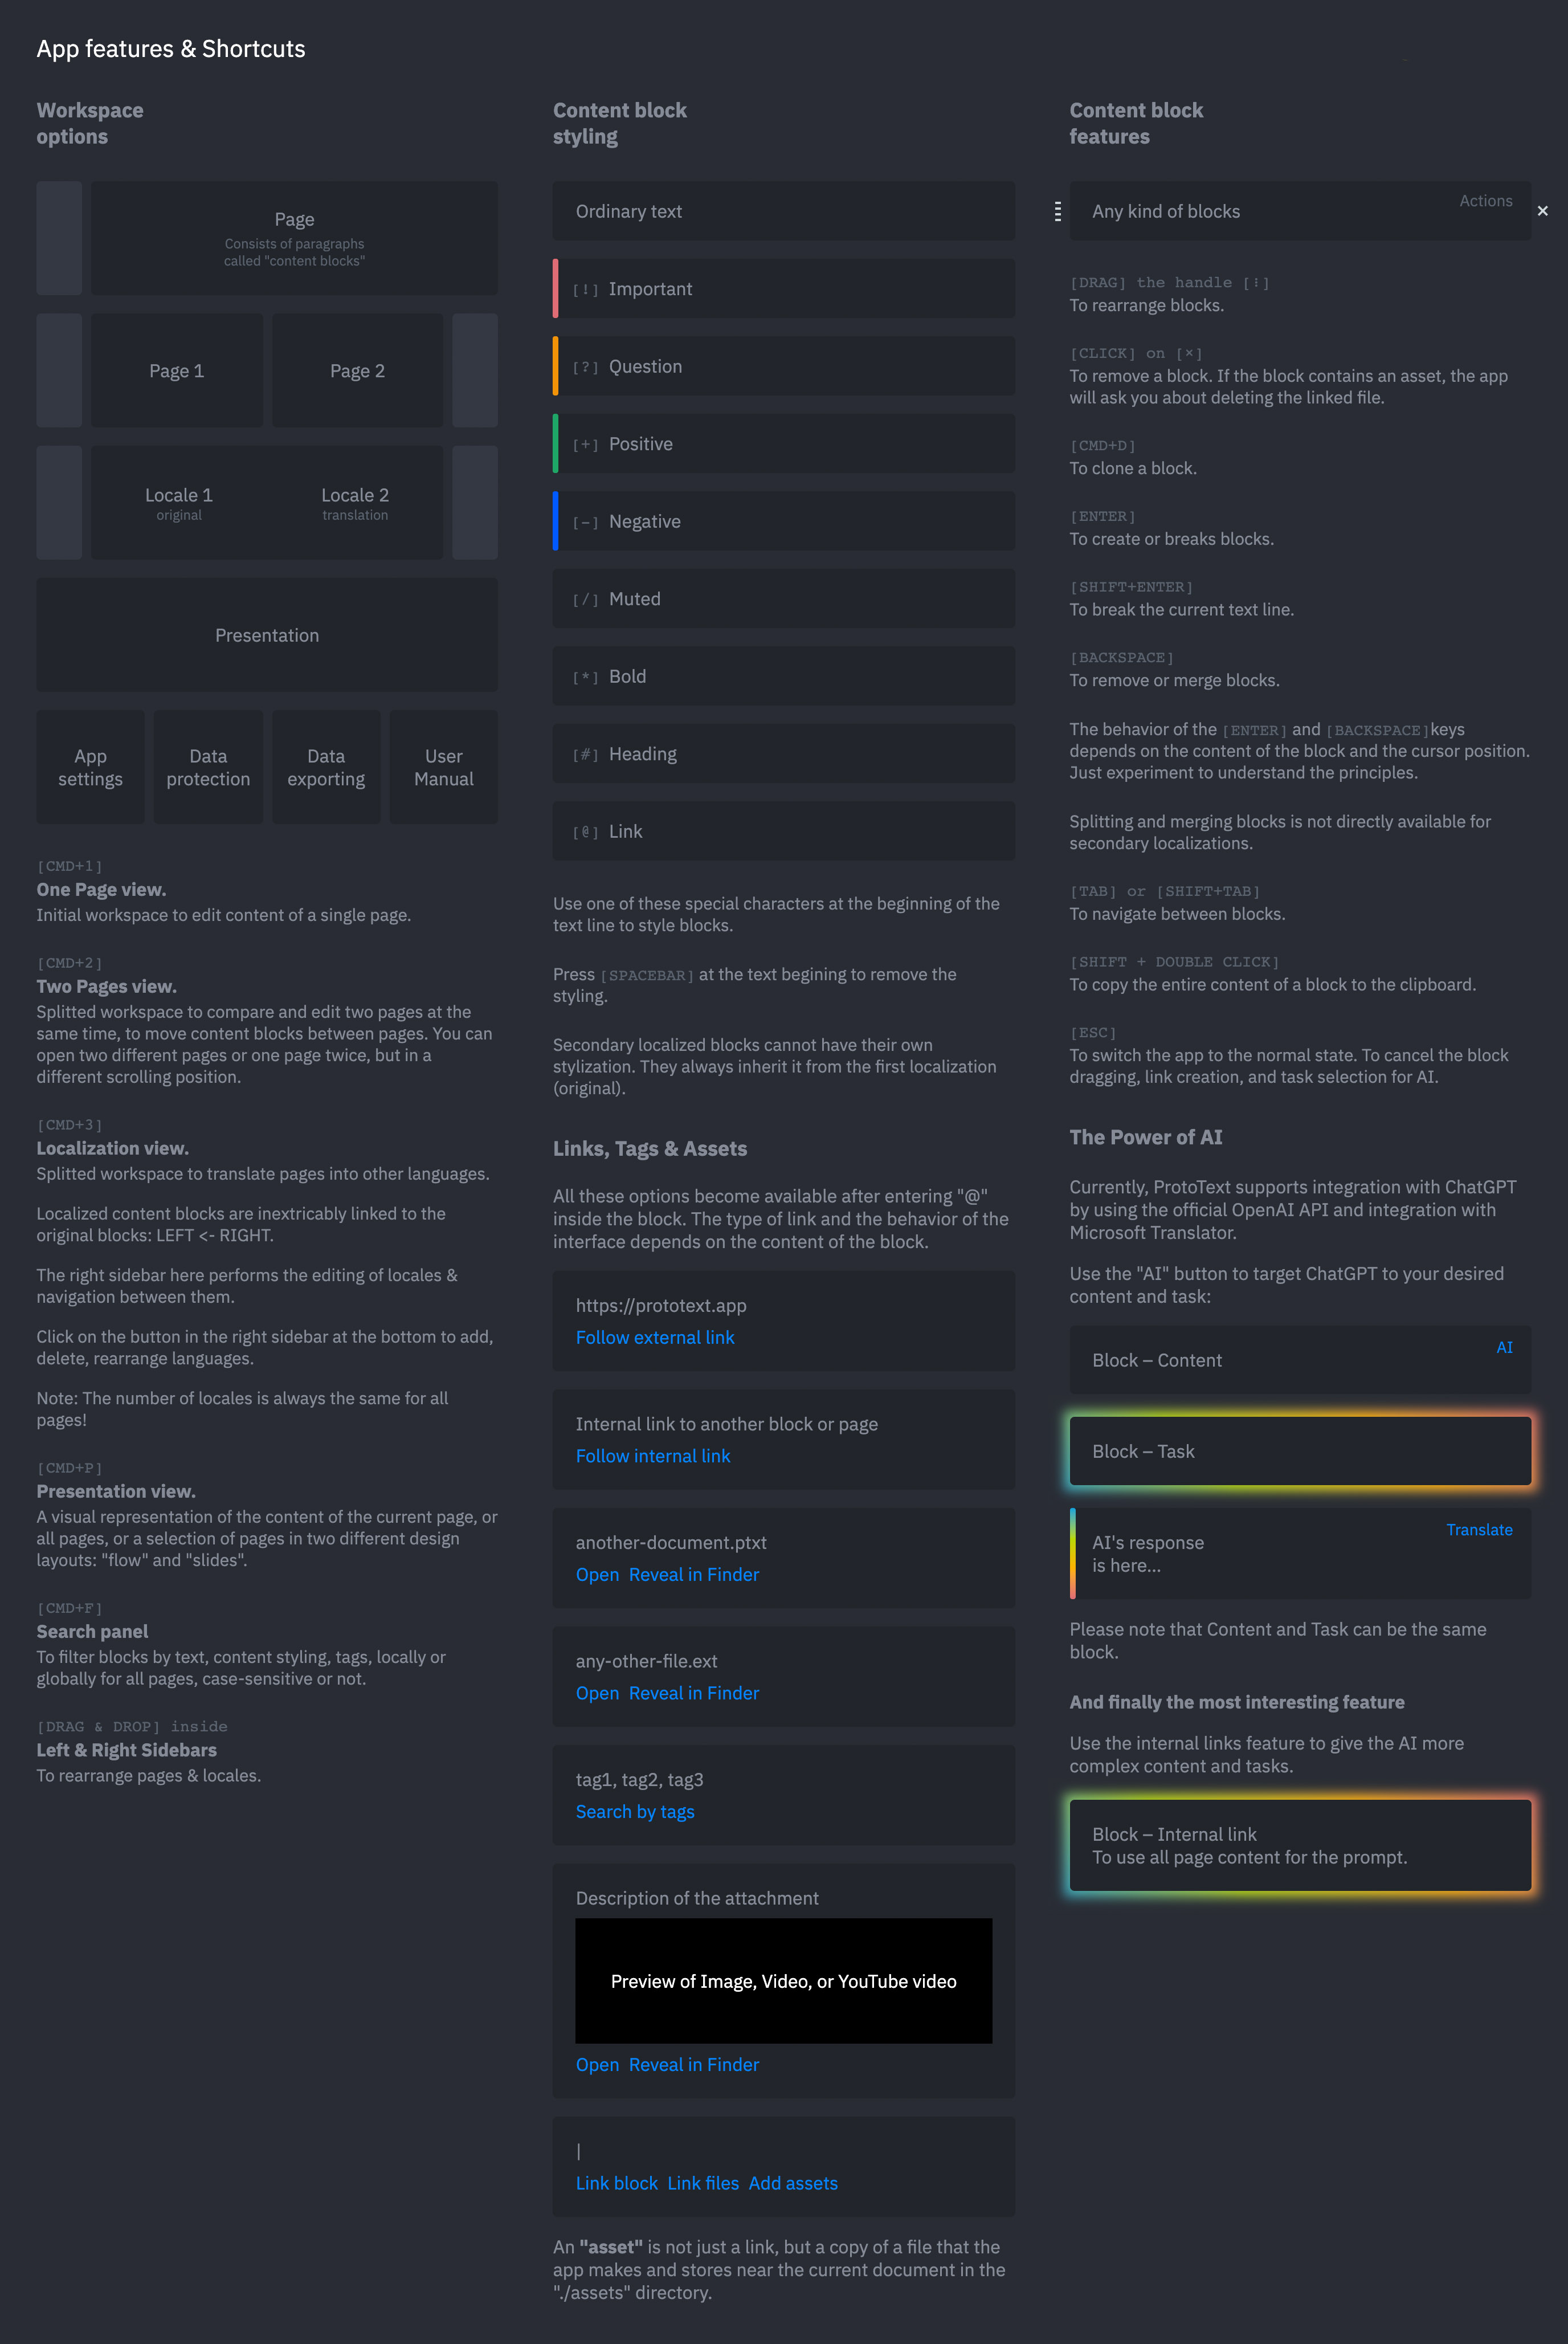 App features & Shortcuts
Workspace
options
Page
Consists of paragraphs
called "content blocks"
Page 1
Page 2
Locale 1
original
Locale 2
translation
Presentation
App
settings
Data
protection
Data
exporting
User
Manual
[CMD+1]
One Page view.
Initial workspace to edit content of a single page.
[CMD+2]
Two Pages view.
Splitted workspace to compare and edit two pages at the
same time, to move content blocks between pages. You can
open two different pages or one page twice, but in a
different scrolling position.
[CMD+3]
Localization view.
Splitted workspace to translate pages into other languages.
Localized content blocks are inextricably linked to the
original blocks: LEFT <- RIGHT.
The right sidebar here performs the editing of locales &
navigation between them.
Click on the button in the right sidebar at the bottom to add,
delete, rearrange languages.
Note: The number of locales is always the same for all
pages!
[CMD+P]
Presentation view.
A visual representation of the content of the current page, or
all pages, or a selection of pages in two different design
layouts: "flow" and "slides".
[CMD+F]
Search panel
To filter blocks by text, content styling, tags, locally or
globally for all pages, case-sensitive or not.
[DRAG & DROP] inside
Left & Right Sidebars
To rearrange pages & locales.
Content block
styling
Ordinary text
[!] Important
[?] Question
[+] Positive
[-] Negative
[/] Muted
[*] Bold
[#] Heading
[@] Link
Use one of these special characters at the beginning of the
text line to style blocks.
Press [SPACEBAR] at the text begining to remove the
styling.
Secondary localized blocks cannot have their own
stylization. They always inherit it from the first localization
(original).
Links, Tags & Assets
All these options become available after entering "@"
inside the block. The type of link and the behavior of the
interface depends on the content of the block.
https://prototext.app
Follow external link
Internal link to another block or page
Follow internal link
another-document.ptxt
Open Reveal in Finder
any-other-file.ext
Open Reveal in Finder
tag1, tag2, tag3
Search by tags
Description of the attachment
Preview of Image, Video, or YouTube video
Open Reveal in Finder
|
Link block Link files Add assets
An "asset" is not just a link, but a copy of a file that the
app makes and stores near the current document in the
"./assets" directory.
Content block
features
Any kind of blocks
Actions
×
[DRAG] the handle [⋮]
To rearrange blocks.
[CLICK] on [×]
To remove a block. If the block contains an asset, the app
will ask you about deleting the linked file.
[CMD+D]
To clone a block.
[ENTER]
To create or breaks blocks.
[SHIFT+ENTER]
To break the current text line.
[BACKSPACE]
To remove or merge blocks.
The behavior of the [ENTER] and [BACKSPACE]keys
depends on the content of the block and the cursor position.
Just experiment to understand the principles.
Splitting and merging blocks is not directly available for
secondary localizations.
[TAB] or [SHIFT+TAB]
To navigate between blocks.
[SHIFT + DOUBLE CLICK]
To copy the entire content of a block to the clipboard.
[ESC]
To switch the app to the normal state. To cancel the block
dragging, link creation, and task selection for AI.
The Power of AI
Currently, ProtoText supports integration with ChatGPT
by using the official OpenAI API and integration with
Microsoft Translator.
Use the "AI" button to target ChatGPT to your desired
content and task:
Block – Content
AI
Block – Task
AI's response
is here...
Translate
Please note that Content and Task can be the same
block.
And finally the most interesting feature
Use the internal links feature to give the AI more
complex content and tasks.
Block – Internal link
To use all page content for the prompt.